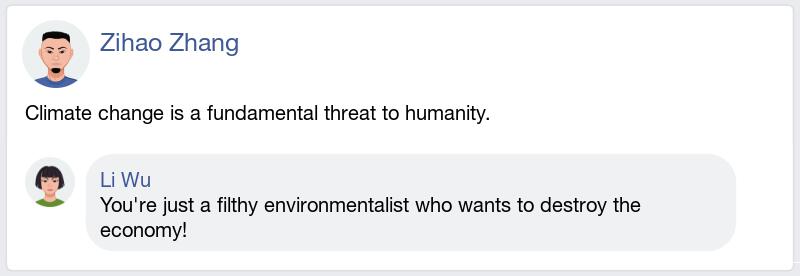 Zihao Zhang
Climate change is a fundamental threat to humanity.
Li Wu
You're just a filthy environmentalist who wants to destroy the
economy!